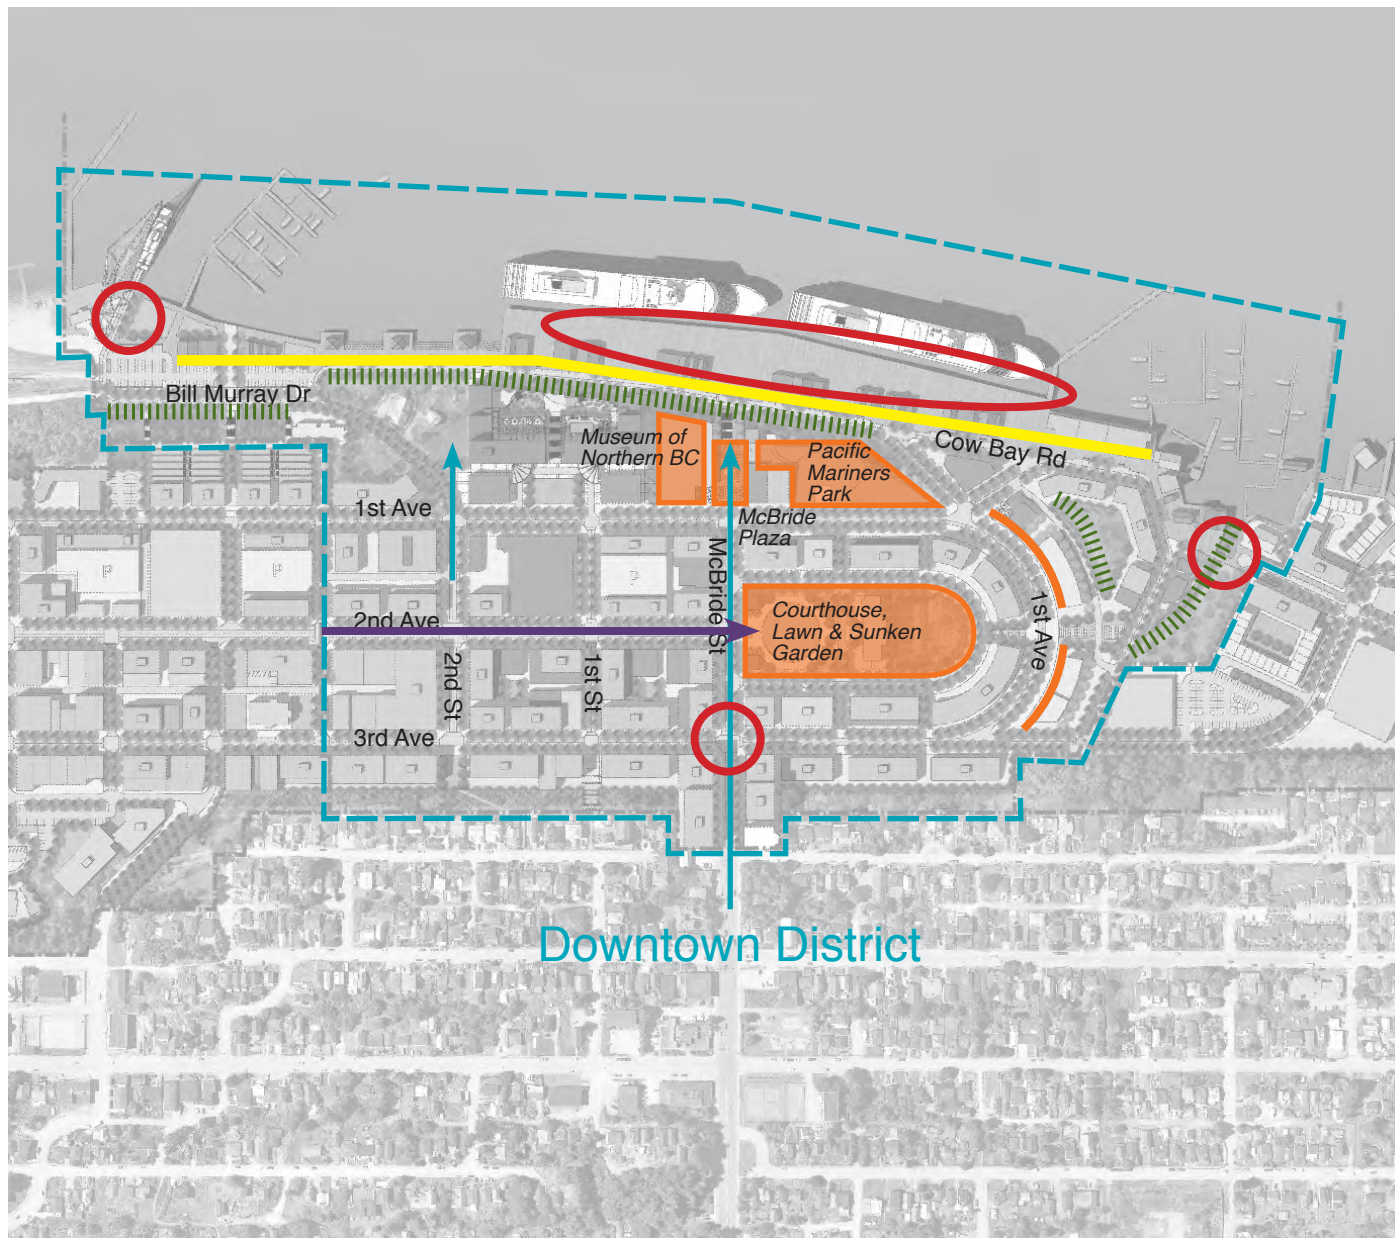 Bill Murray Dr
Museum of
Northern BC
Pacific
Mariners
Park
Cow Bay Rd
1st Ave
McBride
Plaza
McBride St
2nd Ave
Courthouse,
Lawn & Sunken
Garden
1st Ave
2nd St
1st St
3rd Ave
Downtown District
P
P